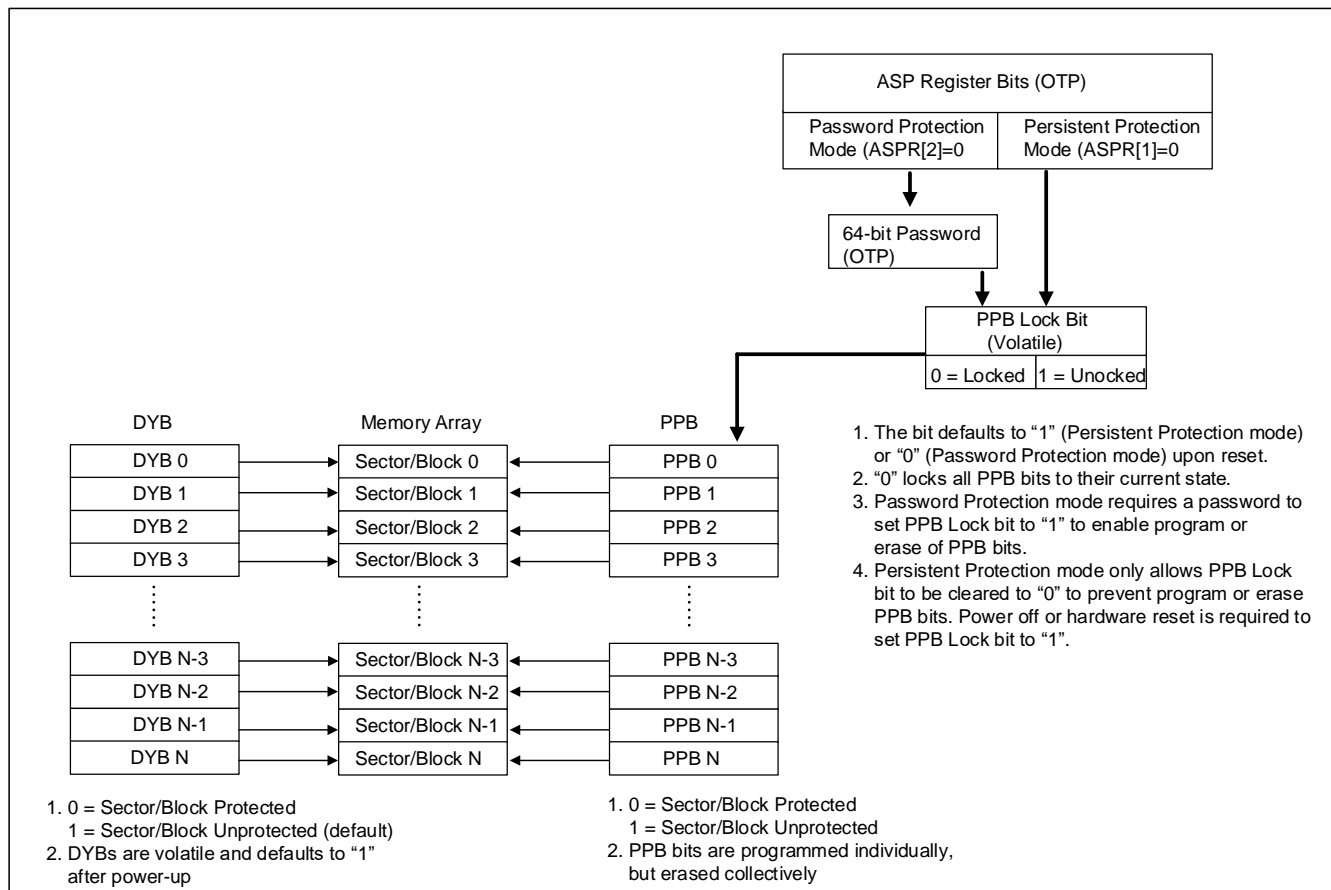 ASP Register Bits (OTP)
Password Protection
Mode (ASPR[2]=0
Persistent Protection
Mode (ASPR[1]=0
64-bit Password
(OTP)
PPB Lock Bit
(Volatile)
0 = Locked
1 = Unocked
1. The bit defaults to “1” (Persistent Protection mode)
or “0” (Password Protection mode) upon reset.
2. “0” locks all PPB bits to their current state.
3. Password Protection mode requires a password to
set PPB Lock bit to “1” to enable program or
erase of PPB bits.
4. Persistent Protection mode only allows PPB Lock
bit to be cleared to “0” to prevent program or erase
PPB bits. Power off or hardware reset is required to
set PPB Lock bit to “1”.
DYB
Memory Array
PPB
DYB 0
Sector/Block 0
PPB 0
DYB 1
Sector/Block 1
PPB 1
DYB 2
Sector/Block 2
PPB 2
DYB 3
Sector/Block 3
PPB 3
DYB N-3
Sector/Block N-3
PPB N-3
DYB N-2
Sector/Block N-2
PPB N-2
DYB N-1
Sector/Block N-1
PPB N-1
DYB N
Sector/Block N
PPB N
1. 0 = Sector/Block Protected
1 = Sector/Block Unprotected (default)
2. DYBs are volatile and defaults to “1”
after power-up
1. 0 = Sector/Block Protected
1 = Sector/Block Unprotected
2. PPB bits are programmed individually,
but erased collectively